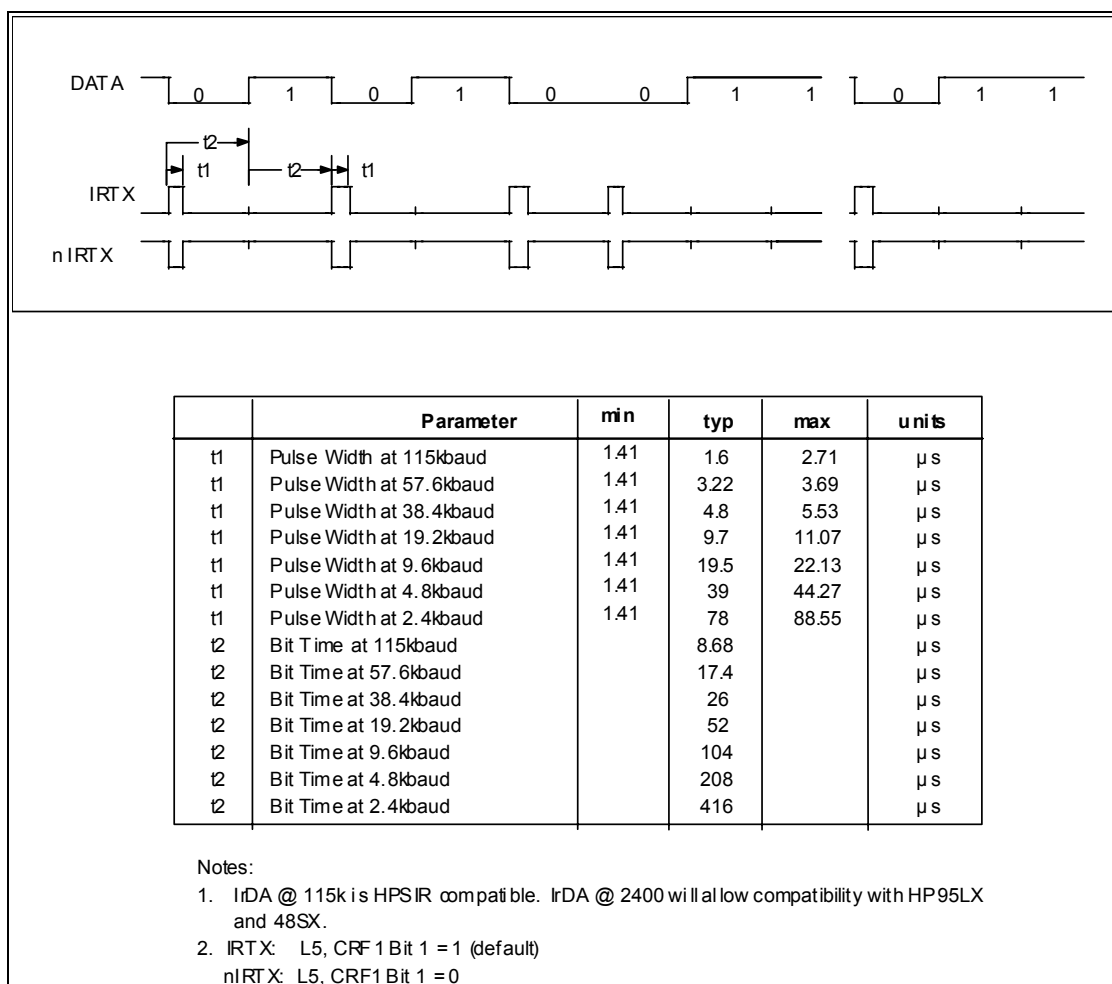 DATA 0 1 0 1 0 0 1 1 0 1 1
t2
t1 t2 t1
IRTX
nIRTX
Parameter min typ max units
t1 Pulse Width at 115kbaud 1.41 1.6 2.71 µs
t1 Pulse Width at 57.6kbaud 1.41 3.22 3.69 µs
t1 Pulse Width at 38.4kbaud 1.41 4.8 5.53 µs
t1 Pulse Width at 19.2kbaud 1.41 9.7 11.07 µs
t1 Pulse Width at 9.6kbaud 1.41 19.5 22.13 µs
t1 Pulse Width at 4.8kbaud 1.41 39 44.27 µs
t1 Pulse Width at 2.4kbaud 1.41 78 88.55 µs
t2 Bit Time at 115kbaud 8.68 µs
t2 Bit Time at 57.6kbaud 17.4 µs
t2 Bit Time at 38.4kbaud 26 µs
t2 Bit Time at 19.2kbaud 52 µs
t2 Bit Time at 9.6kbaud 104 µs
t2 Bit Time at 4.8kbaud 208 µs
t2 Bit Time at 2.4kbaud 416 µs
Notes:
1. IrDA @ 115k is HPSIR compatible. IrDA @ 2400 will allow compatibility with HP95LX
and 48SX.
2. IRTX: L5, CRF1 Bit 1 = 1 (default)
nIRTX: L5, CRF1 Bit 1 = 0